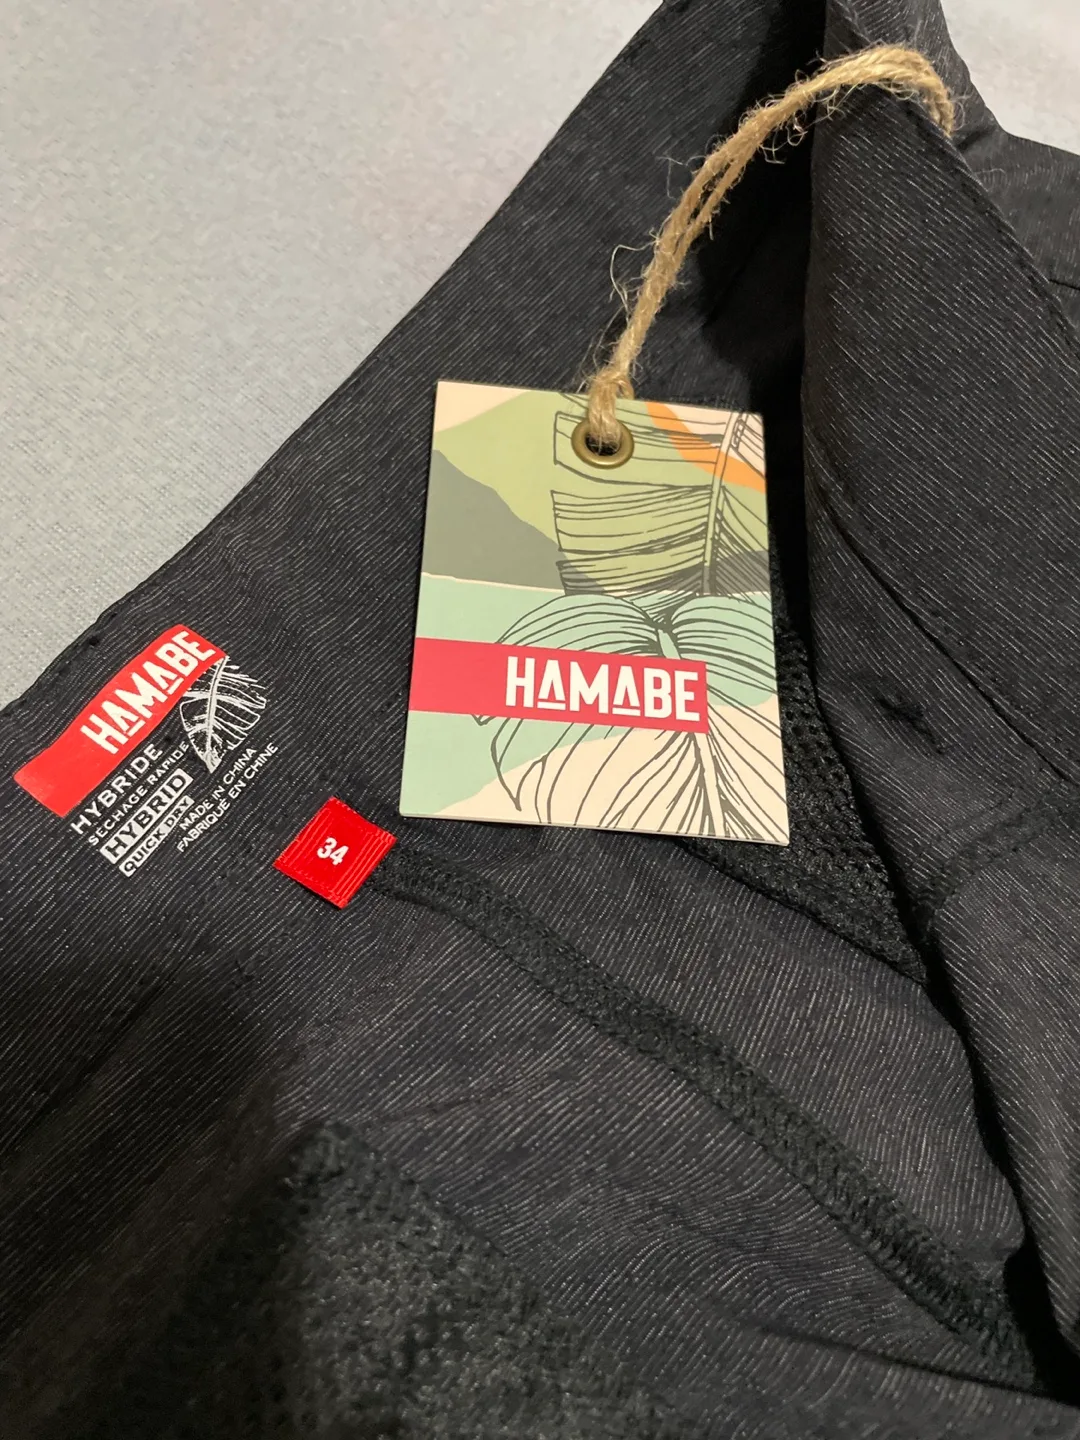 HAMABE
HAMABE
HYBRIDE
SÉCHAGE RAPIDE
HYBRID
QUICK DRY
MADE IN CHINA
FABRIQUÉ EN CHINE
34